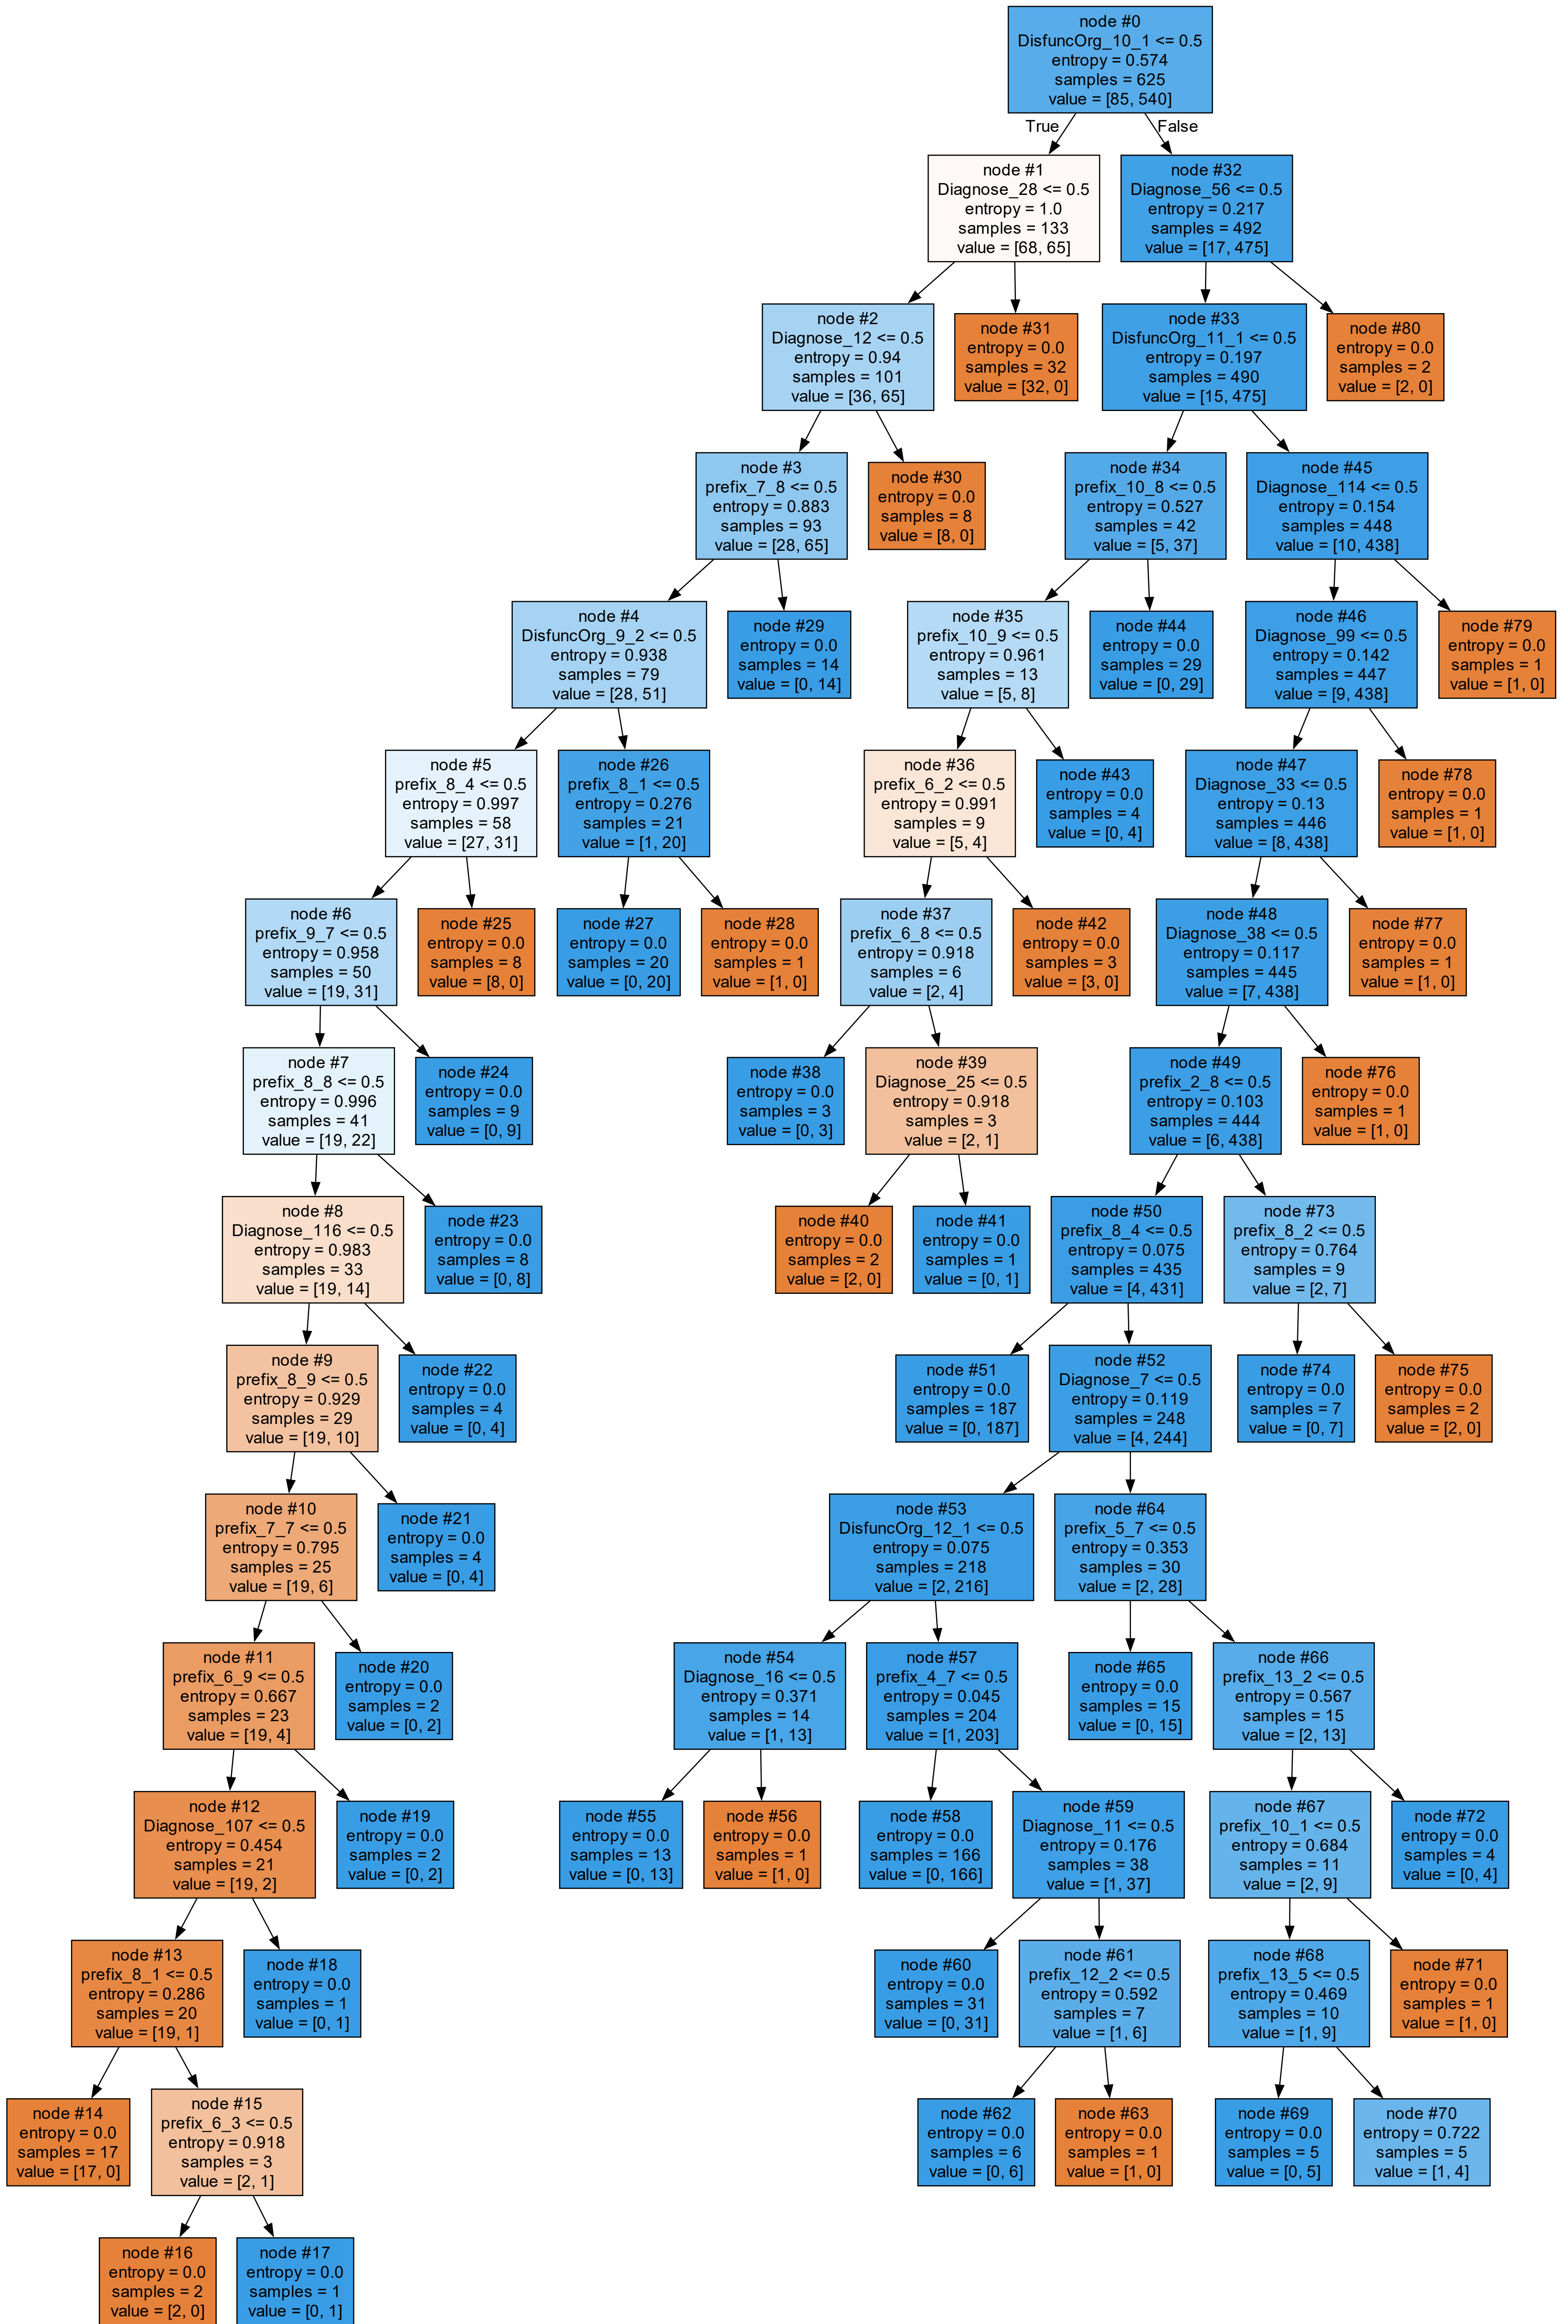 node #0
DisfuncOrg_10_1 <= 0.5
entropy = 0.574
samples = 625
value = [85, 540]
True
False
node #1
Diagnose_28 <= 0.5
entropy = 1.0
samples = 133
value = [68, 65]
node #32
Diagnose_56 <= 0.5
entropy = 0.217
samples = 492
value = [17, 475]
node #2
Diagnose_12 <= 0.5
entropy = 0.94
samples = 101
value = [36, 65]
node #31
entropy = 0.0
samples = 32
value = [32, 0]
node #33
DisfuncOrg_11_1 <= 0.5
entropy = 0.197
samples = 490
value = [15, 475]
node #80
entropy = 0.0
samples = 2
value = [2, 0]
node #3
prefix_7_8 <= 0.5
entropy = 0.883
samples = 93
value = [28, 65]
node #30
entropy = 0.0
samples = 8
value = [8, 0]
node #34
prefix_10_8 <= 0.5
entropy = 0.527
samples = 42
value = [5, 37]
node #45
Diagnose_114 <= 0.5
entropy = 0.154
samples = 448
value = [10, 438]
node #4
DisfuncOrg_9_2 <= 0.5
entropy = 0.938
samples = 79
value = [28, 51]
node #29
entropy = 0.0
samples = 14
value = [0, 14]
node #35
prefix_10_9 <= 0.5
entropy = 0.961
samples = 13
value = [5, 8]
node #44
entropy = 0.0
samples = 29
value = [0, 29]
node #46
Diagnose_99 <= 0.5
entropy = 0.142
samples = 447
value = [9, 438]
node #79
entropy = 0.0
samples = 1
value = [1, 0]
node #5
prefix_8_4 <= 0.5
entropy = 0.997
samples = 58
value = [27, 31]
node #26
prefix_8_1 <= 0.5
entropy = 0.276
samples = 21
value = [1, 20]
node #36
prefix_6_2 <= 0.5
entropy = 0.991
samples = 9
value = [5, 4]
node #43
entropy = 0.0
samples = 4
value = [0, 4]
node #47
Diagnose_33 <= 0.5
entropy = 0.13
samples = 446
value = [8, 438]
node #78
entropy = 0.0
samples = 1
value = [1, 0]
node #6
prefix_9_7 <= 0.5
entropy = 0.958
samples = 50
value = [19, 31]
node #25
entropy = 0.0
samples = 8
value = [8, 0]
node #27
entropy = 0.0
samples = 20
value = [0, 20]
node #28
entropy = 0.0
samples = 1
value = [1, 0]
node #37
prefix_6_8 <= 0.5
entropy = 0.918
samples = 6
value = [2, 4]
node #42
entropy = 0.0
samples = 3
value = [3, 0]
node #48
Diagnose_38 <= 0.5
entropy = 0.117
samples = 445
value = [7, 438]
node #77
entropy = 0.0
samples = 1
value = [1, 0]
node #7
prefix_8_8 <= 0.5
entropy = 0.996
samples = 41
value = [19, 22]
node #24
entropy = 0.0
samples = 9
value = [0, 9]
node #38
entropy = 0.0
samples = 3
value = [0, 3]
node #39
Diagnose_25 <= 0.5
entropy = 0.918
samples = 3
value = [2, 1]
node #49
prefix_2_8 <= 0.5
entropy = 0.103
samples = 444
value = [6, 438]
node #76
entropy = 0.0
samples = 1
value = [1, 0]
node #8
Diagnose_116 <= 0.5
entropy = 0.983
samples = 33
value = [19, 14]
node #23
entropy = 0.0
samples = 8
value = [0, 8]
node #40
entropy = 0.0
samples = 2
value = [2, 0]
node #41
entropy = 0.0
samples = 1
value = [0, 1]
node #50
prefix_8_4 <= 0.5
entropy = 0.075
samples = 435
value = [4, 431]
node #73
prefix_8_2 <= 0.5
entropy = 0.764
samples = 9
value = [2, 7]
node #9
prefix_8_9 <= 0.5
entropy = 0.929
samples = 29
value = [19, 10]
node #22
entropy = 0.0
samples = 4
value = [0, 4]
node #51
entropy = 0.0
samples = 187
value = [0, 187]
node #52
Diagnose_7 <= 0.5
entropy = 0.119
samples = 248
value = [4, 244]
node #74
entropy = 0.0
samples = 7
value = [0, 7]
node #75
entropy = 0.0
samples = 2
value = [2, 0]
node #10
prefix_7_7 <= 0.5
entropy = 0.795
samples = 25
value = [19, 6]
node #21
entropy = 0.0
samples = 4
value = [0, 4]
node #53
DisfuncOrg_12_1 <= 0.5
entropy = 0.075
samples = 218
value = [2, 216]
node #64
prefix_5_7 <= 0.5
entropy = 0.353
samples = 30
value = [2, 28]
node #11
prefix_6_9 <= 0.5
entropy = 0.667
samples = 23
value = [19, 4]
node #20
entropy = 0.0
samples = 2
value = [0, 2]
node #54
Diagnose_16 <= 0.5
entropy = 0.371
samples = 14
value = [1, 13]
node #57
prefix_4_7 <= 0.5
entropy = 0.045
samples = 204
value = [1, 203]
node #65
entropy = 0.0
samples = 15
value = [0, 15]
node #66
prefix_13_2 <= 0.5
entropy = 0.567
samples = 15
value = [2, 13]
node #12
Diagnose_107 <= 0.5
entropy = 0.454
samples = 21
value = [19, 2]
node #19
entropy = 0.0
samples = 2
value = [0, 2]
node #55
entropy = 0.0
samples = 13
value = [0, 13]
node #56
entropy = 0.0
samples = 1
value = [1, 0]
node #58
entropy = 0.0
samples = 166
value = [0, 166]
node #59
Diagnose_11 <= 0.5
entropy = 0.176
samples = 38
value = [1, 37]
node #67
prefix_10_1 <= 0.5
entropy = 0.684
samples = 11
value = [2, 9]
node #72
entropy = 0.0
samples = 4
value = [0, 4]
node #13
prefix_8_1 <= 0.5
entropy = 0.286
samples = 20
value = [19, 1]
node #18
entropy = 0.0
samples = 1
value = [0, 1]
node #60
entropy = 0.0
samples = 31
value = [0, 31]
node #61
prefix_12_2 <= 0.5
entropy = 0.592
samples = 7
value = [1, 6]
node #68
prefix_13_5 <= 0.5
entropy = 0.469
samples = 10
value = [1, 9]
node #71
entropy = 0.0
samples = 1
value = [1, 0]
node #14
entropy = 0.0
samples = 17
value = [17, 0]
node #15
prefix_6_3 <= 0.5
entropy = 0.918
samples = 3
value = [2, 1]
node #62
entropy = 0.0
samples = 6
value = [0, 6]
node #63
entropy = 0.0
samples = 1
value = [1, 0]
node #69
entropy = 0.0
samples = 5
value = [0, 5]
node #70
entropy = 0.722
samples = 5
value = [1, 4]
node #16
entropy = 0.0
samples = 2
value = [2, 0]
node #17
entropy = 0.0
samples = 1
value = [0, 1]